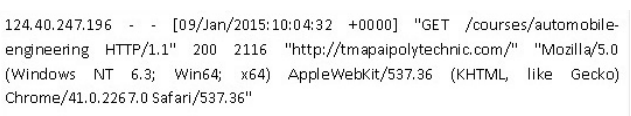 124.40.247.196 - - [09/Jan/2015:10:04:32 +0000] "GET /courses/automobile-
engineering HTTP/1.1" 200 2116 "http://tmapaipolytechnic.com/" "Mozilla/5.0
(Windows NT 6.3; Win64; x64) AppleWebKit/537.36 (KHTML, like Gecko)
Chrome/41.0.2267.0 Safari/537.36"